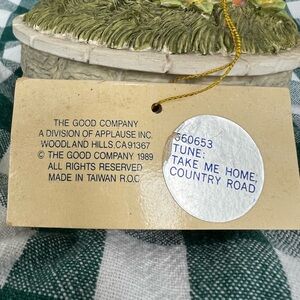 THE GOOD COMPANY
A DIVISION OF APPLAUSE INC.
WOODLAND HILLS, CA 91367
© THE GOOD COMPANY 1989
ALL RIGHTS RESERVED
MADE IN TAIWAN R.O.C.
360653
TUNE:
TAKE ME HOME,
COUNTRY ROAD